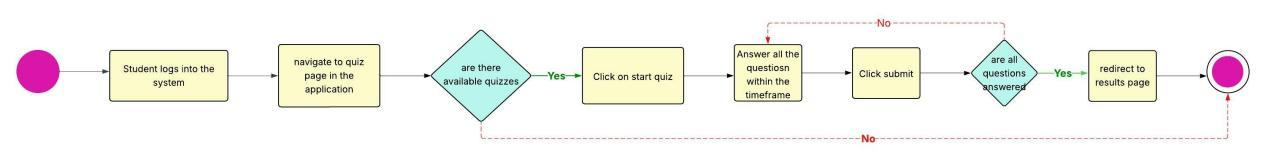 Student logs into the
system
navigate to quiz
page in the
application
are there
available quizzes
Yes
Click on start quiz
No
Answer all the
questiosn
within the
timeframe
Click submit
are all
questions
answered
Yes
redirect to
results page
No